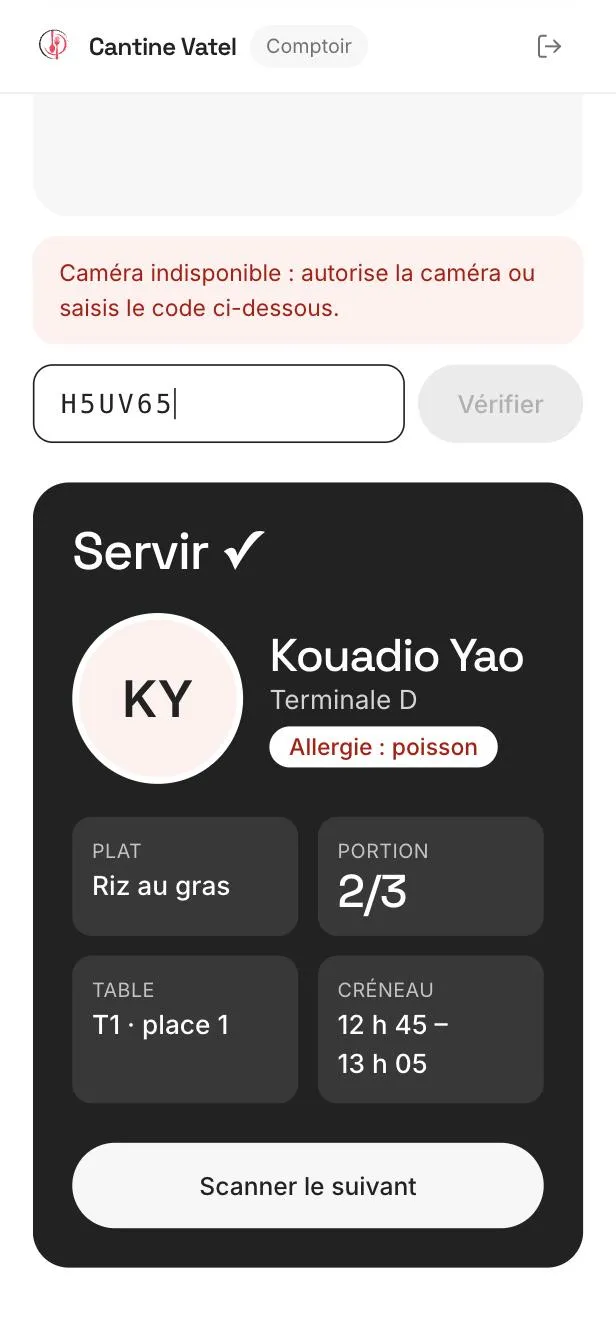 Cantine Vatel
Comptoir
Caméra indisponible : autorise la caméra ou
saisis le code ci-dessous.
H5UV65
Vérifier
Servir ✓
KY
Kouadio Yao
Terminale D
Allergie : poisson
PLAT
Riz au gras
PORTION
2/3
TABLE
T1 · place 1
CRÉNEAU
12 h 45 –
13 h 05
Scanner le suivant